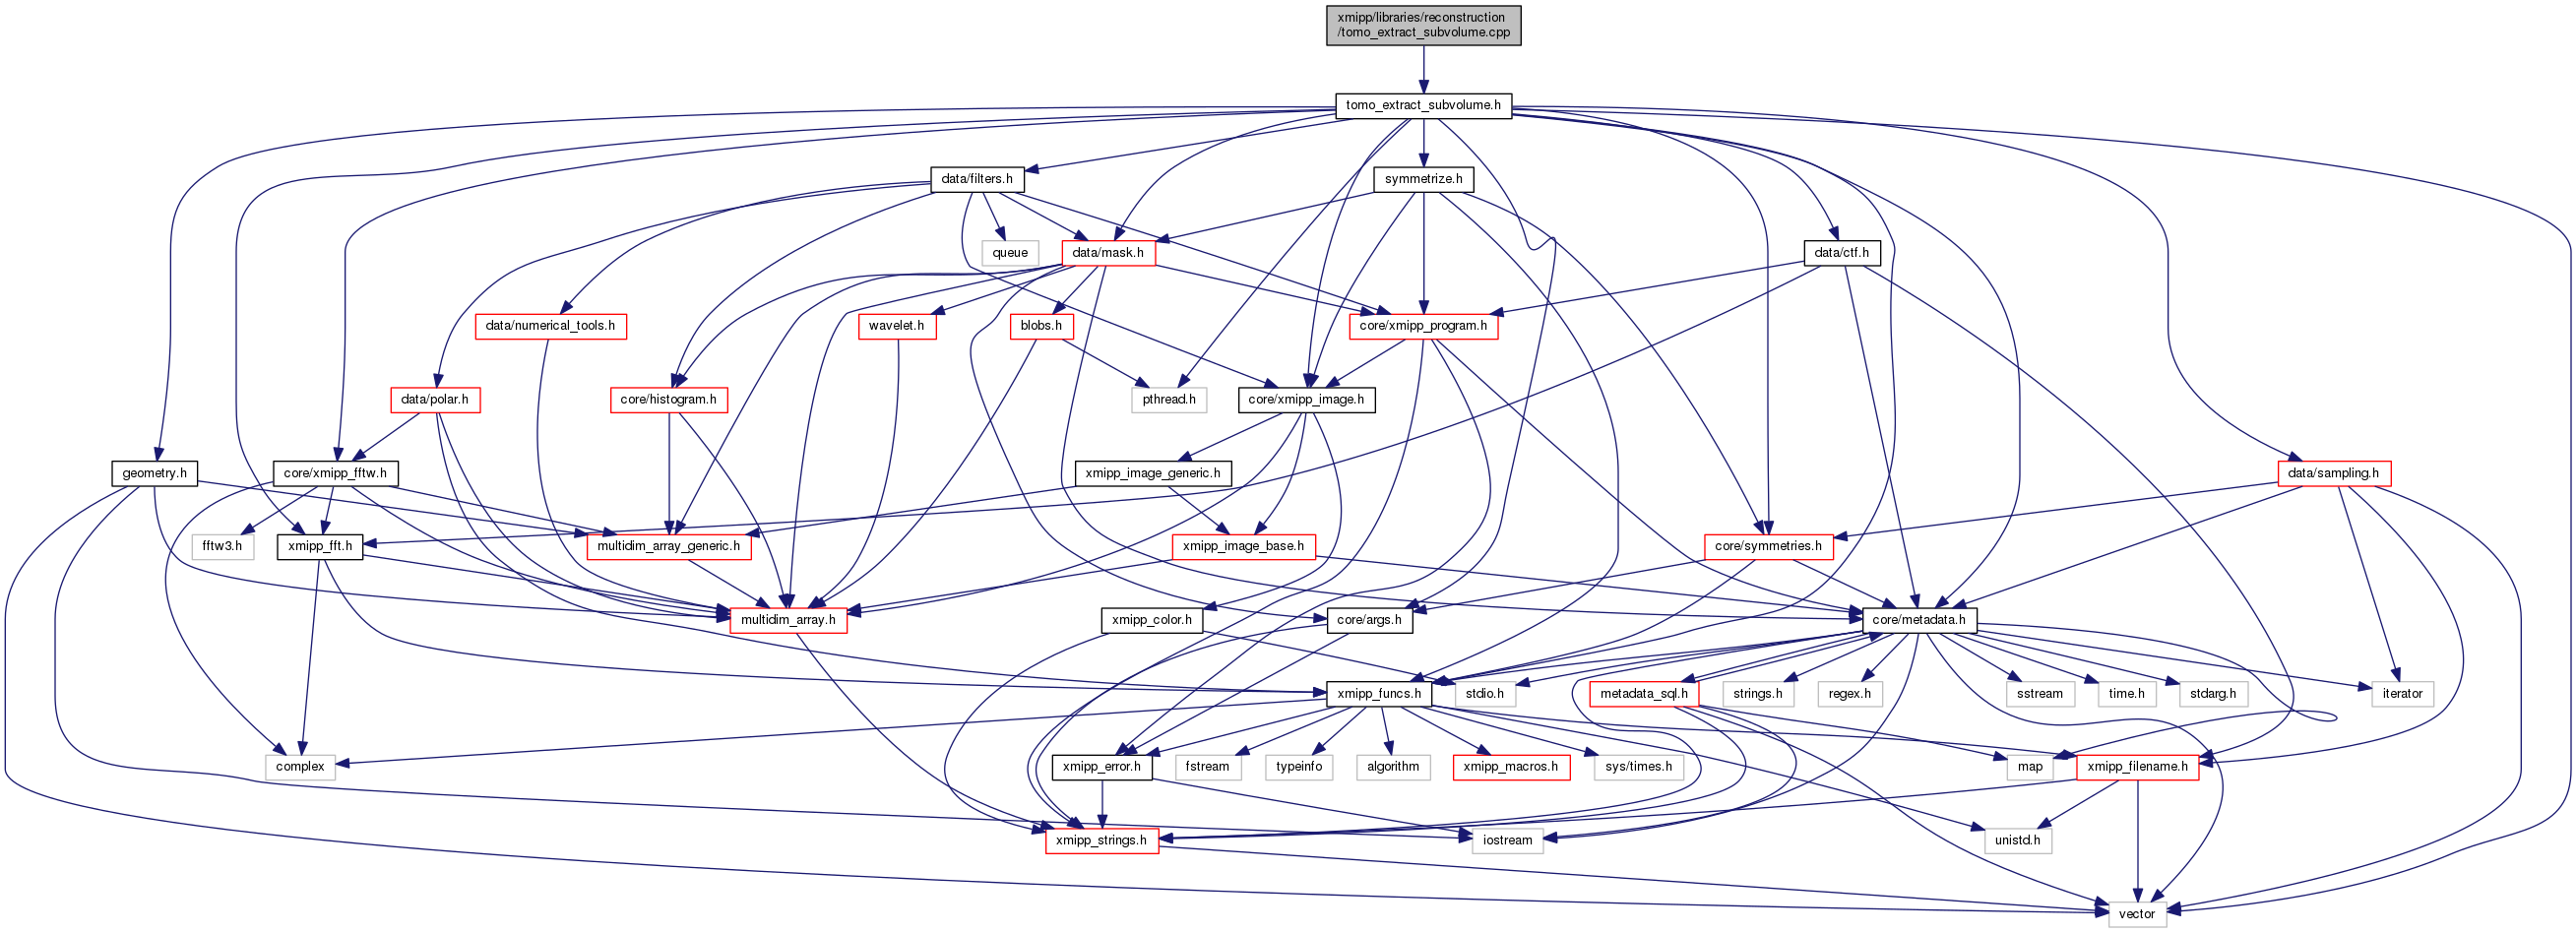 xmipp/libraries/reconstruction
/tomo_extract_subvolume.cpp
tomo_extract_subvolume.h
data/filters.h
symmetrize.h
queue
data/mask.h
data/ctf.h
data/numerical_tools.h
wavelet.h
blobs.h
core/xmipp_program.h
data/polar.h
core/histogram.h
pthread.h
core/xmipp_image.h
geometry.h
core/xmipp_fftw.h
xmipp_image_generic.h
data/sampling.h
fftw3.h
xmipp_fft.h
multidim_array_generic.h
xmipp_image_base.h
core/symmetries.h
multidim_array.h
xmipp_color.h
core/args.h
core/metadata.h
xmipp_funcs.h
stdio.h
metadata_sql.h
strings.h
regex.h
sstream
time.h
stdarg.h
iterator
complex
xmipp_error.h
fstream
typeinfo
algorithm
xmipp_macros.h
sys/times.h
map
xmipp_filename.h
xmipp_strings.h
iostream
unistd.h
vector